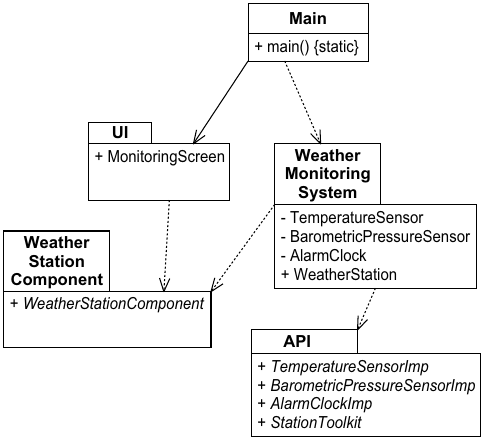 Main
+ main() {static}
UI
+ MonitoringScreen
Weather
Monitoring
System
- TemperatureSensor
- BarometricPressureSensor
- AlarmClock
+ WeatherStation
Weather
Station
Component
+ WeatherStationComponent
API
+ TemperatureSensorImp
+ BarometricPressureSensorImp
+ AlarmClockImp
+ StationToolkit